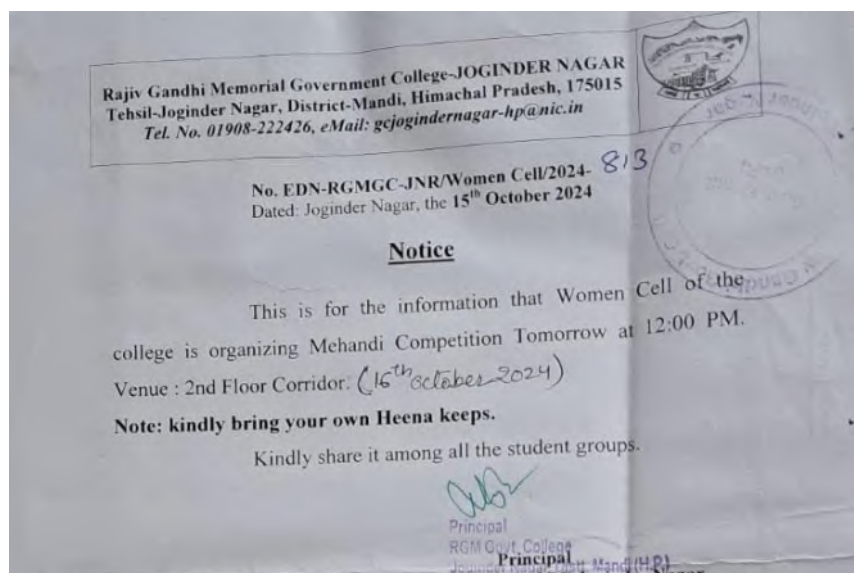 Rajiv Gandhi Memorial Government College-JOGINDER NAGAR
Tehsil-Joginder Nagar, District-Mandi, Himachal Pradesh, 175015
Tel. No. 01908-222426, eMail: gcjogindernagar-hp@nic.in
No. EDN-RGMGC-JNR/Women Cell/2024- 813
Dated: Joginder Nagar, the 15th October 2024
Notice
This is for the information that Women Cell of the
college is organizing Mehandi Competition Tomorrow at 12:00 PM.
Venue : 2nd Floor Corridor. (16th october 2024)
Note: kindly bring your own Heena keeps.
Kindly share it among all the student groups.
Principal
RGM Govt. College
Principal
Mandi (H.P.)